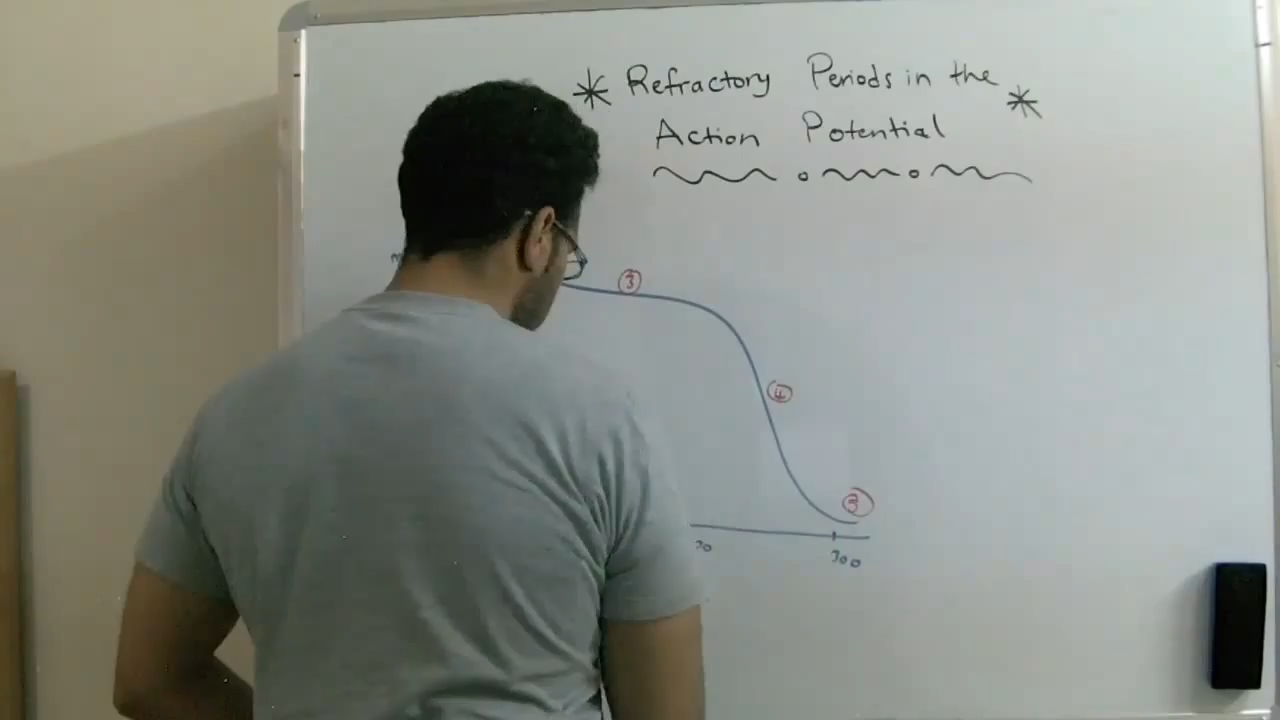 * Refractory Periods in the *
Action Potential
3
4
3
300